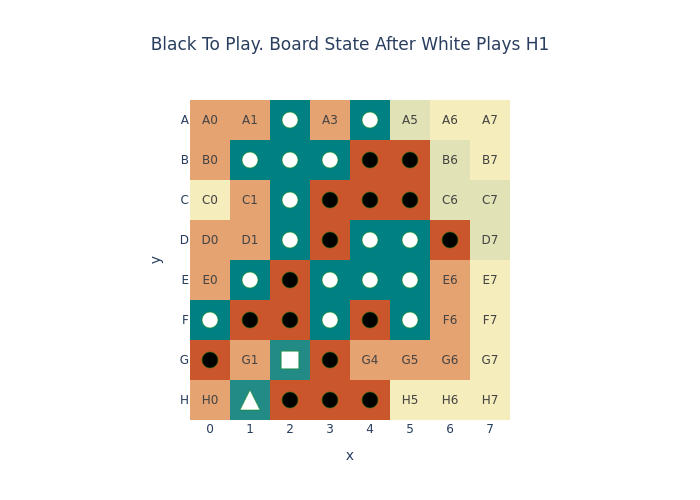 Black To Play. Board State After White Plays H1
A A0 A1 A3 A5 A6 A7
B B0 B6 B7
C C0 C1 C6 C7
D D0 D1 D7
E E0 E6 E7
F F6 F7
G G1 G4 G5 G6 G7
H H0 H5 H6 H7
0 1 2 3 4 5 6 7
x
y